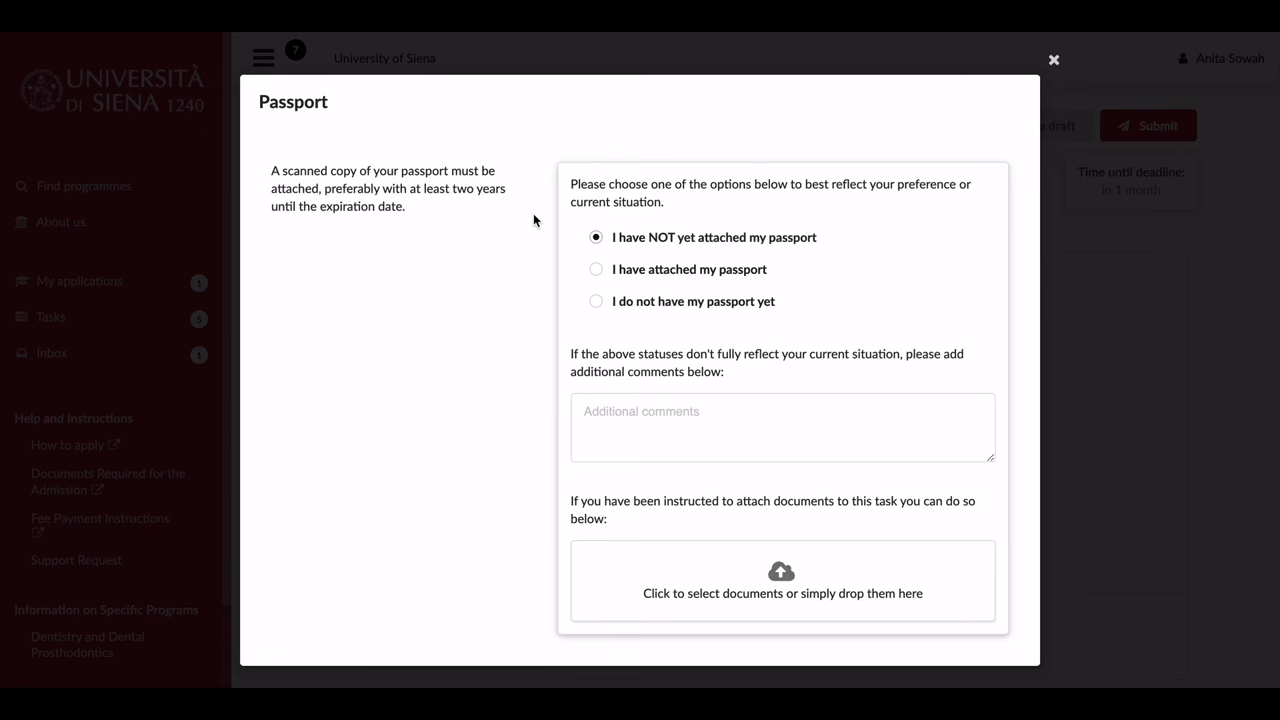 UNIVERSITÀ
DI SIENA 1240
7
University of Siena
Anita Sowah
Find programmes
About us
My applications
1
Tasks
5
Inbox
1
Help and Instructions
How to apply
Documents Required for the
Admission
Fee Payment Instructions
Support Request
Information on Specific Programs
Dentistry and Dental
Prosthodontics
draft
Submit
Time until deadline:
in 1 month
Passport
A scanned copy of your passport must be
attached, preferably with at least two years
until the expiration date.
Please choose one of the options below to best reflect your preference or
current situation.
I have NOT yet attached my passport
I have attached my passport
I do not have my passport yet
If the above statuses don't fully reflect your current situation, please add
additional comments below:
Additional comments
If you have been instructed to attach documents to this task you can do so
below:
Click to select documents or simply drop them here